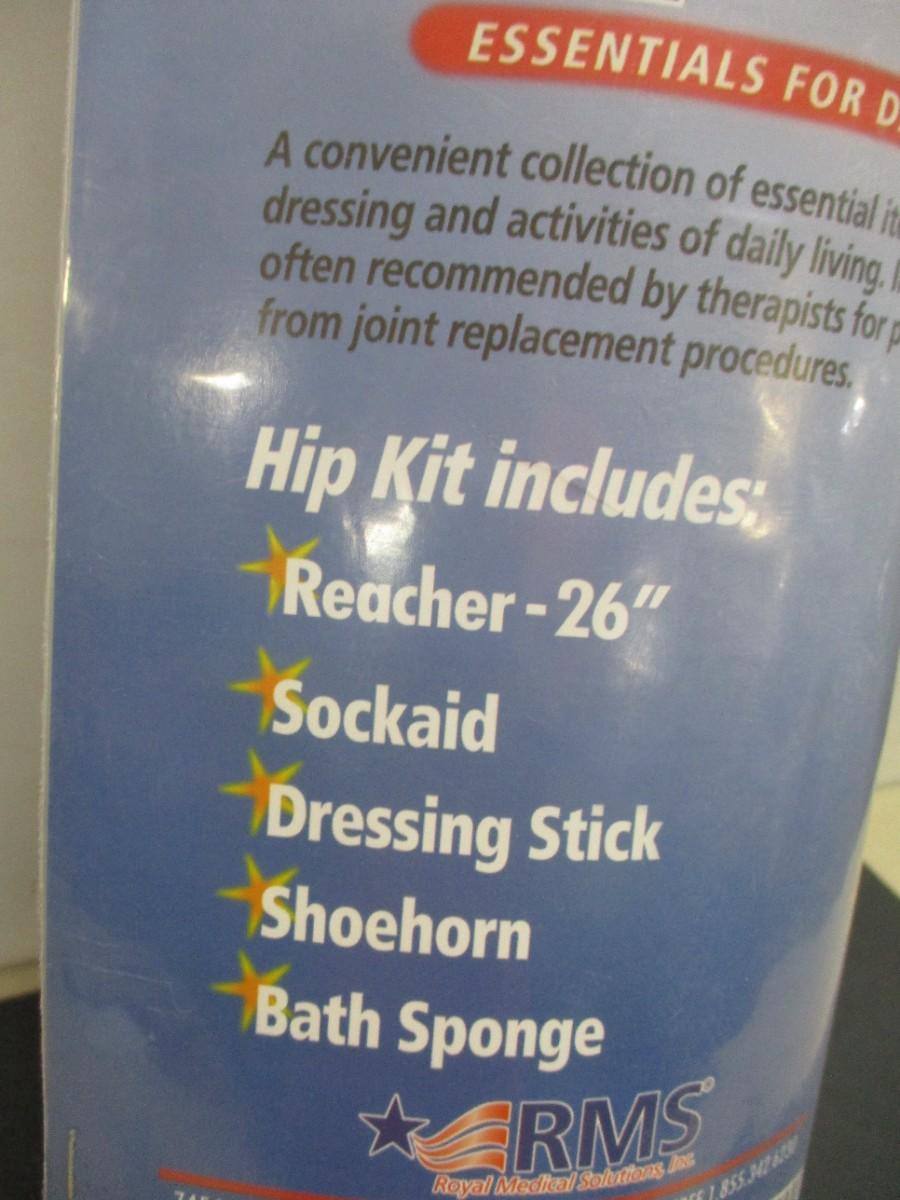 ESSENTIALS FOR
A convenient collection of essential
dressing and activities of daily living.
often recommended by therapists for
from joint replacement procedures.
Hip Kit includes:
Reacher - 26"
Sockaid
Dressing Stick
Shoehorn
Bath Sponge
RMS®
Royal Medical Solutions, Inc.